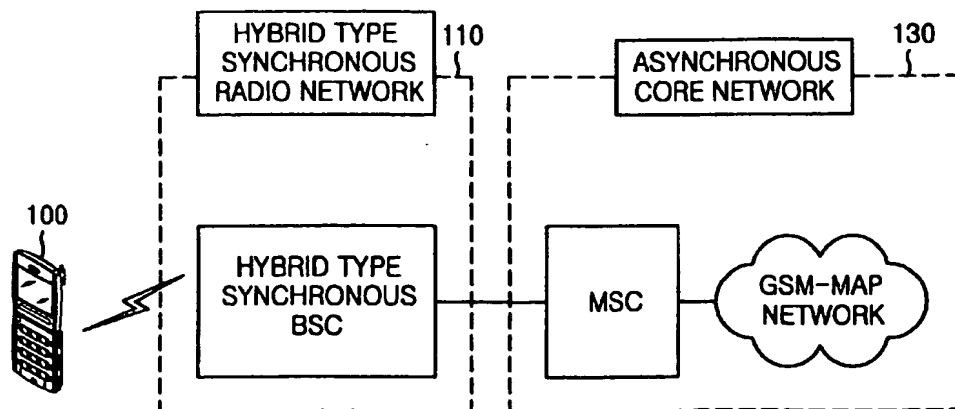 HYBRID TYPE
SYNCHRONOUS
RADIO NETWORK
110
ASYNCHRONOUS
CORE NETWORK
130
100
HYBRID TYPE
SYNCHRONOUS
BSC
MSC
GSM-MAP
NETWORK